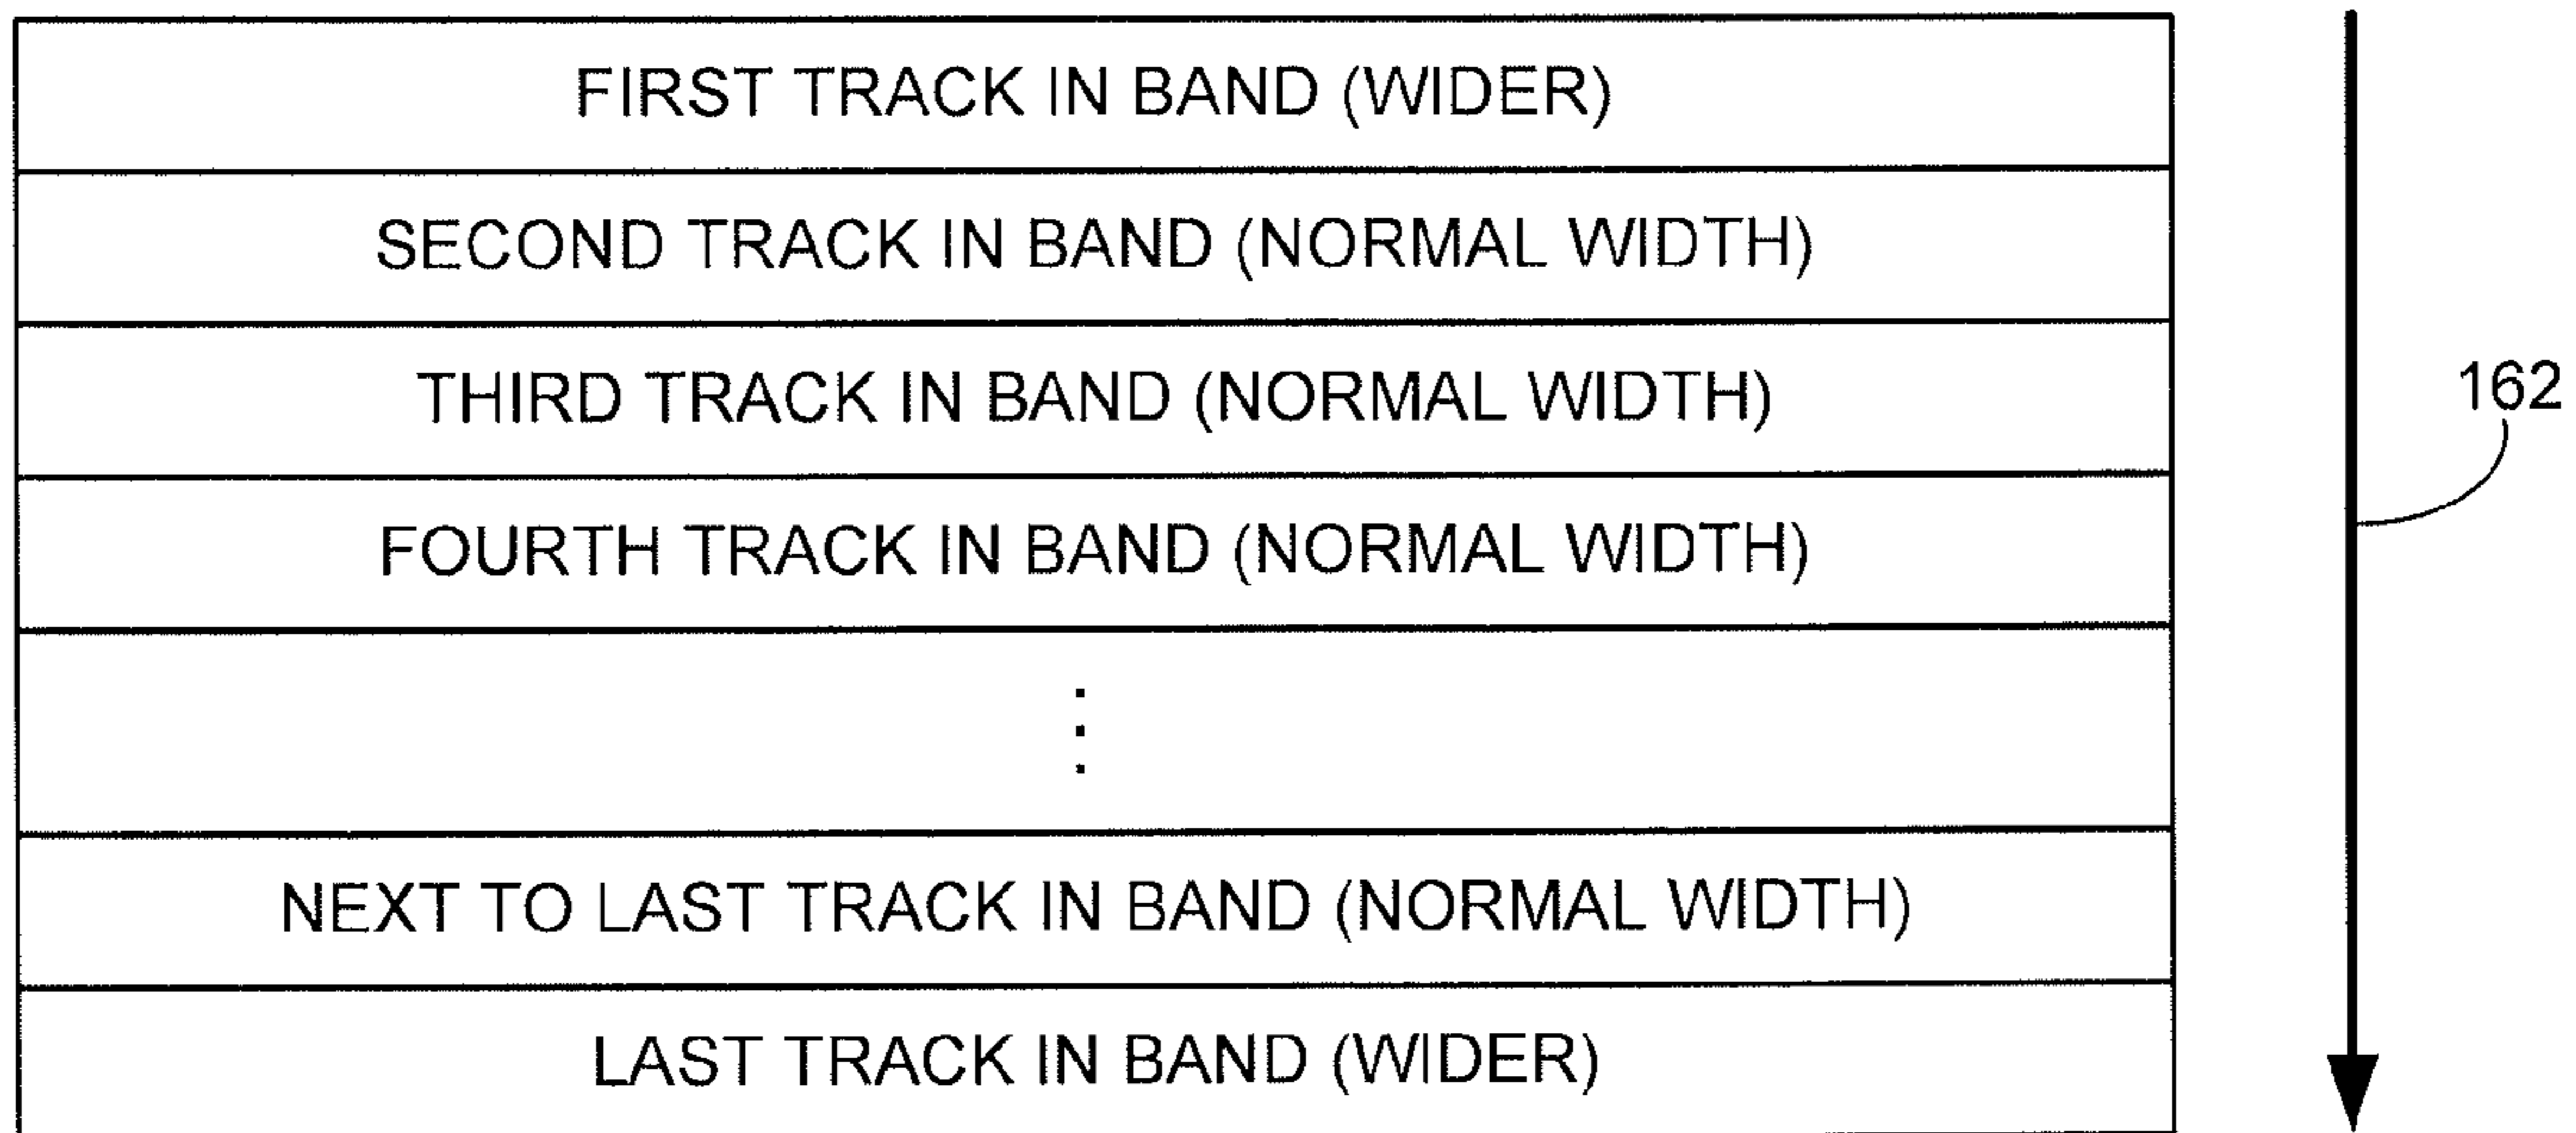 FIRST TRACK IN BAND (WIDER)
SECOND TRACK IN BAND (NORMAL WIDTH)
THIRD TRACK IN BAND (NORMAL WIDTH)
162
FOURTH TRACK IN BAND (NORMAL WIDTH)
⋮
NEXT TO LAST TRACK IN BAND (NORMAL WIDTH)
LAST TRACK IN BAND (WIDER)